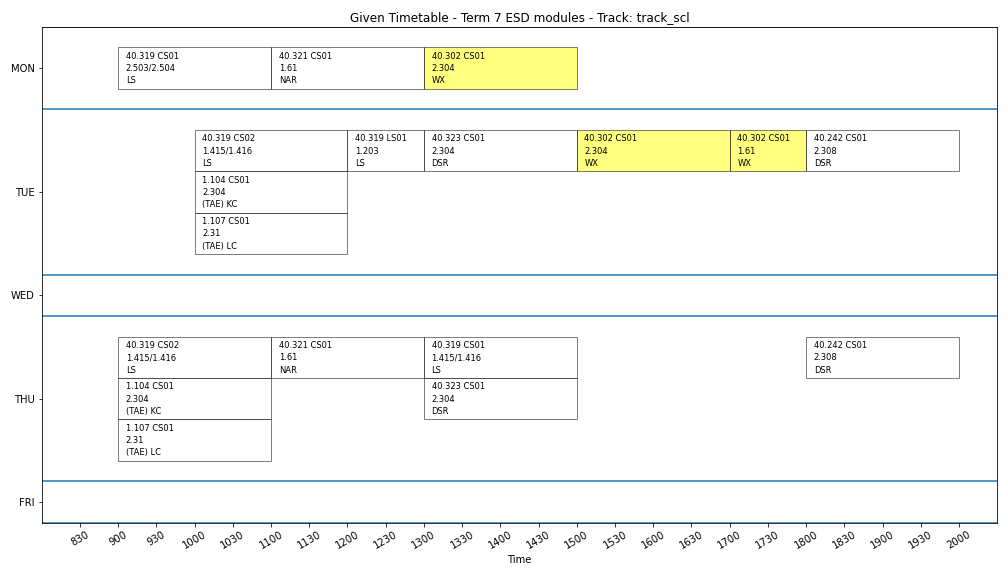 Given Timetable - Term 7 ESD modules - Track: track_scl
MON
40.319 CS01
2.503/2.504
LS
40.321 CS01
1.61
NAR
40.302 CS01
2.304
WX
TUE
40.319 CS02
1.415/1.416
LS
40.319 LS01
1.203
LS
40.323 CS01
2.304
DSR
40.302 CS01
2.304
WX
40.302 CS01
1.61
WX
40.242 CS01
2.308
DSR
1.104 CS01
2.304
(TAE) KC
1.107 CS01
2.31
(TAE) LC
WED
THU
40.319 CS02
1.415/1.416
LS
40.321 CS01
1.61
NAR
40.319 CS01
1.415/1.416
LS
40.242 CS01
2.308
DSR
1.104 CS01
2.304
(TAE) KC
40.323 CS01
2.304
DSR
1.107 CS01
2.31
(TAE) LC
FRI
830 900 930 1000 1030 1100 1130 1200 1230 1300 1330 1400 1430 1500 1600 1630 1700 1730 1800 1830 1900 1930 2000
Time